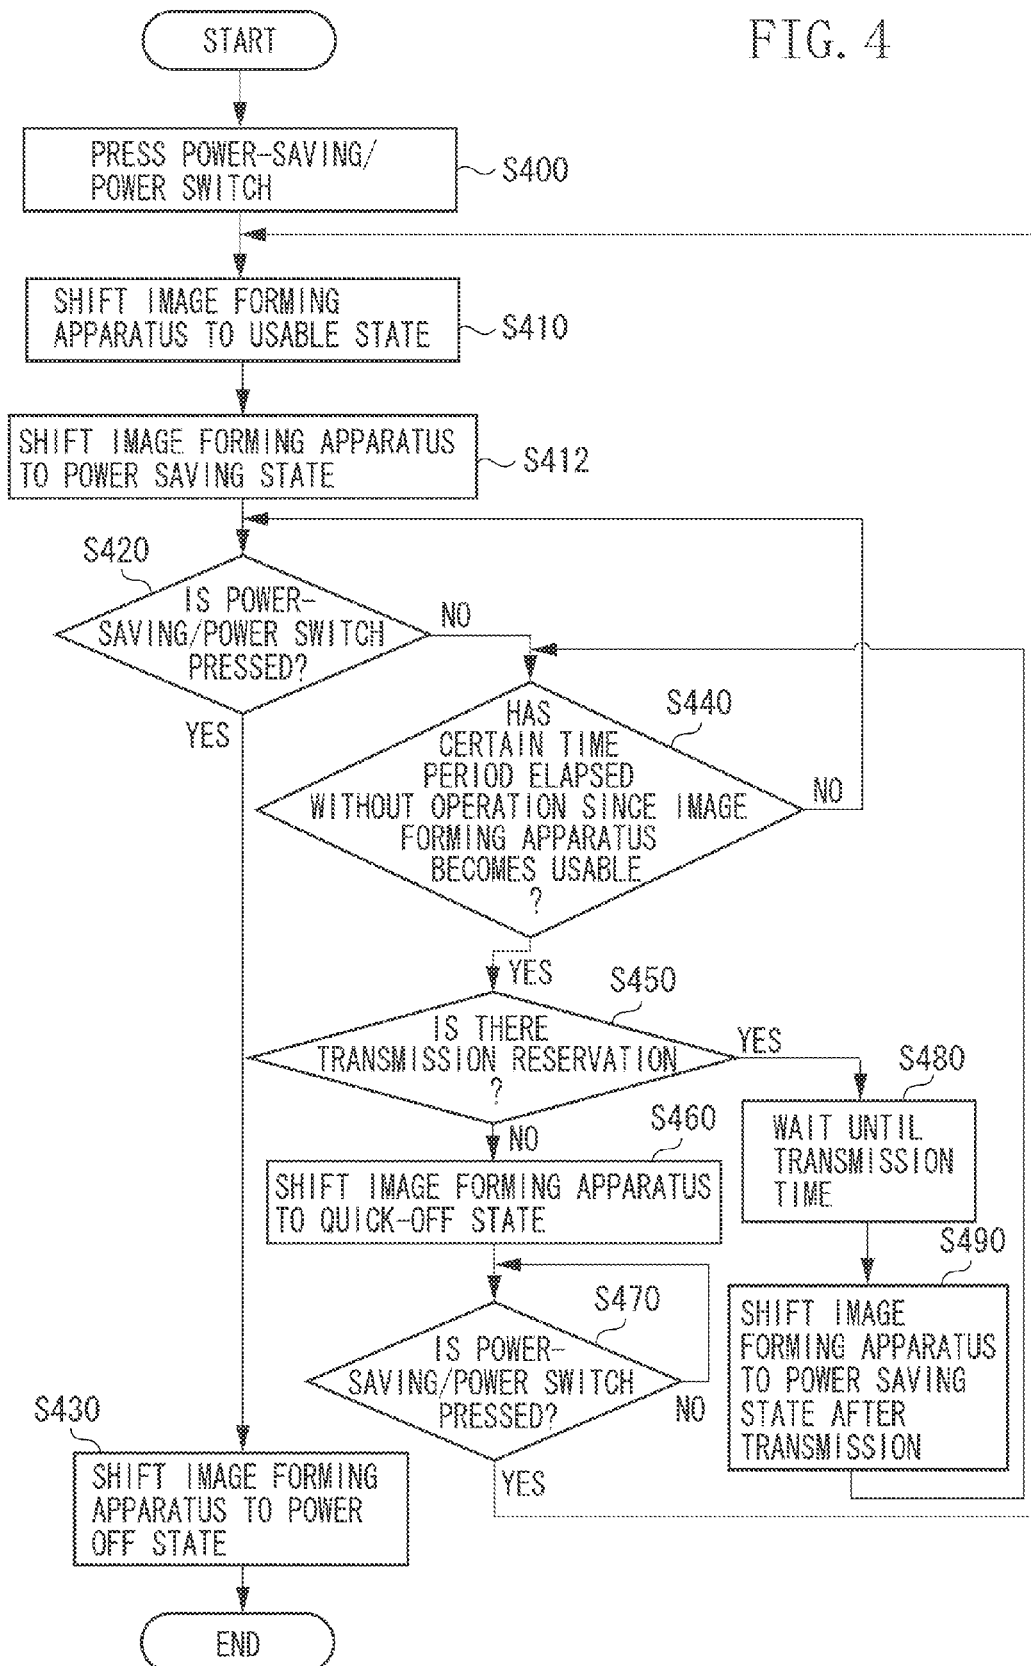 FIG. 4
START
PRESS POWER-SAVING/
POWER SWITCH
S400
SHIFT IMAGE FORMING
APPARATUS TO USABLE STATE
S410
SHIFT IMAGE FORMING APPARATUS
TO POWER SAVING STATE
S412
S420
IS POWER-
SAVING/POWER SWITCH
PRESSED?
NO
YES
S440
HAS
CERTAIN TIME
PERIOD ELAPSED
WITHOUT OPERATION SINCE IMAGE
FORMING APPARATUS
BECOMES USABLE
?
NO
YES
S450
IS THERE
TRANSMISSION RESERVATION
?
YES
NO
S480
WAIT UNTIL
TRANSMISSION
TIME
S460
SHIFT IMAGE FORMING APPARATUS
TO QUICK-OFF STATE
S490
SHIFT IMAGE
FORMING APPARATUS
TO POWER SAVING
STATE AFTER
TRANSMISSION
S470
IS POWER-
SAVING/POWER SWITCH
PRESSED?
NO
YES
S430
SHIFT IMAGE FORMING
APPARATUS TO POWER
OFF STATE
END